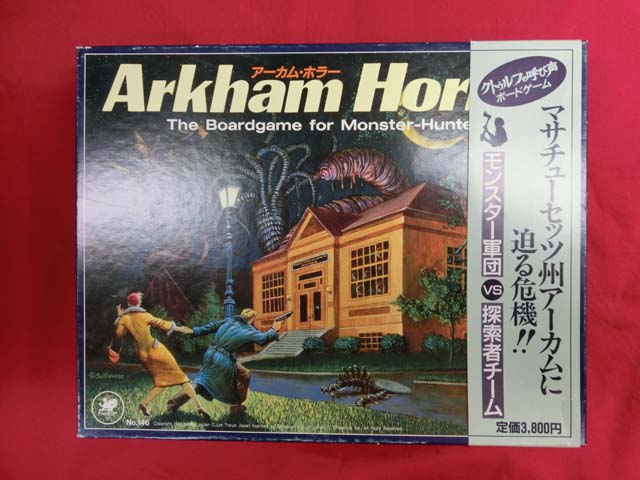 アーカム・ホラー
Arkham Hor
The Boardgame for Monster-Hunte
クトゥルフの呼び声
ボードゲーム
マサチューセッツ州アーカムに
迫る危機!!
モンスター軍団VS探索者チーム
定価3,800円
No.146